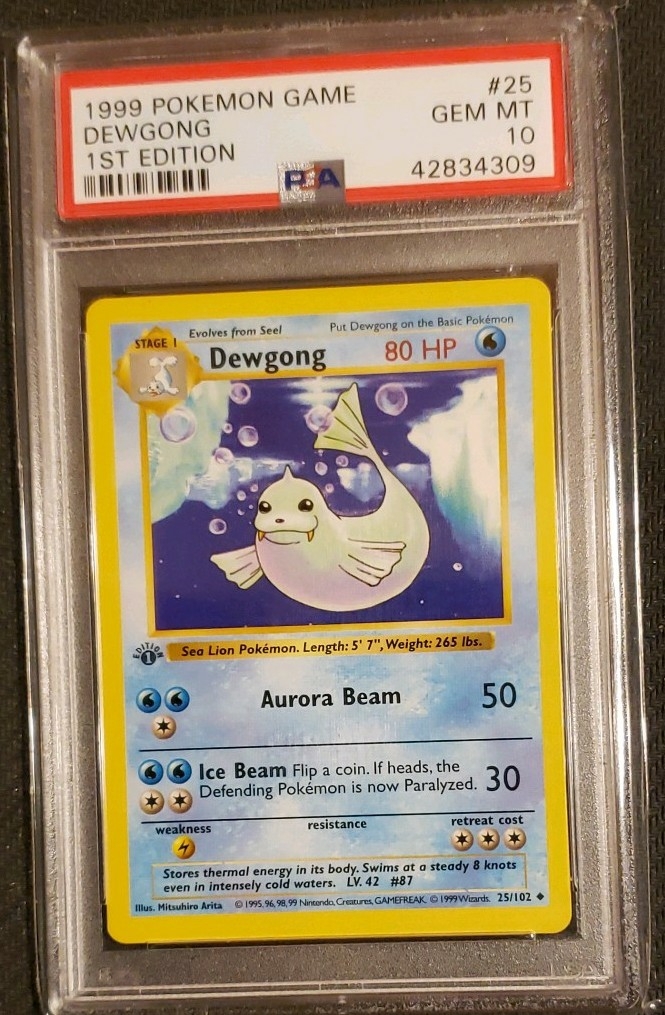 1999 POKEMON GAME #25
DEWGONG GEM MT
1ST EDITION 10
PSA 42834309
Evolves from Seel Put Dewgong on the Basic Pokémon
STAGE 1
Dewgong 80 HP
EDITION
1
Sea Lion Pokémon. Length: 5' 7", Weight: 265 lbs.
Aurora Beam 50
Ice Beam Flip a coin. If heads, the
Defending Pokémon is now Paralyzed. 30
weakness resistance retreat cost
Stores thermal energy in its body. Swims at a steady 8 knots
even in intensely cold waters. LV. 42 #87
Illus. Mitsuhiro Arita © 1995, 96, 98, 99 Nintendo, Creatures, GAMEFREAK. © 1999 Wizards. 25/102